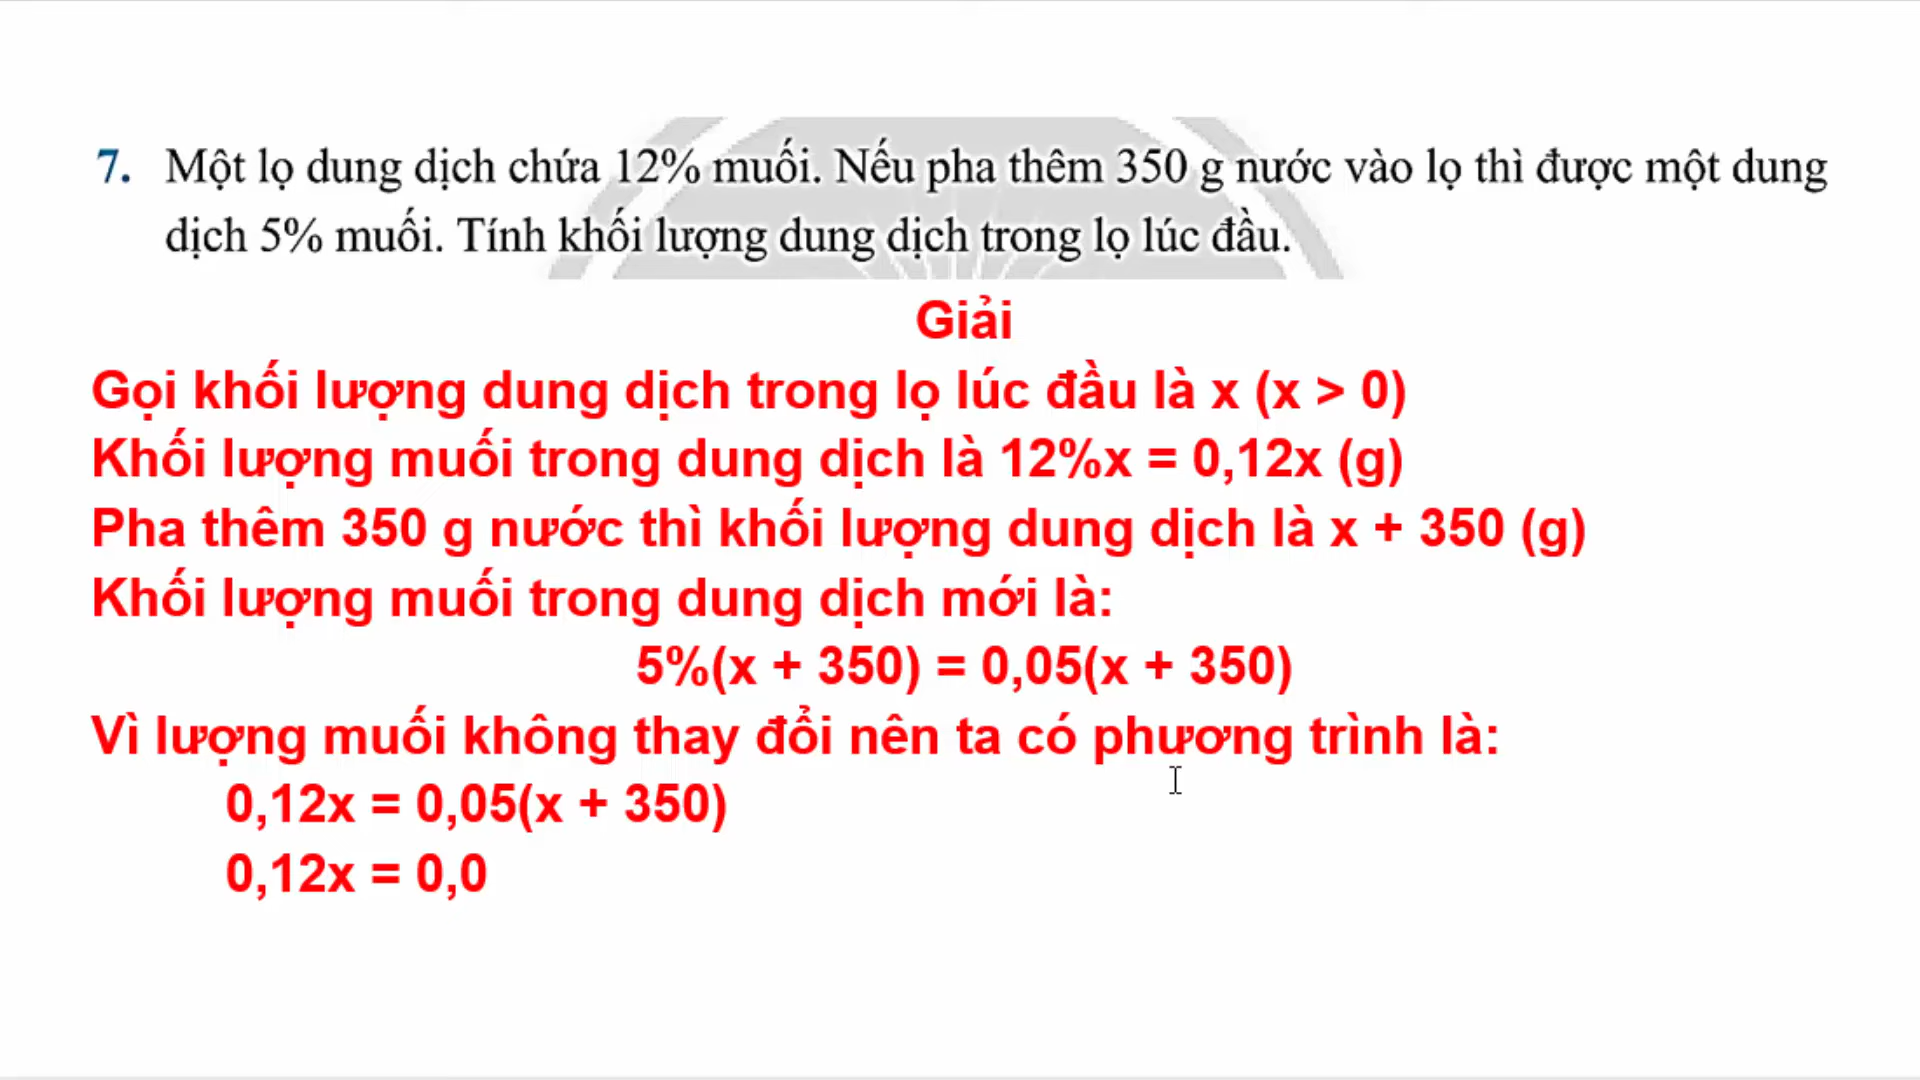 7. Một lọ dung dịch chứa 12% muối. Nếu pha thêm 350 g nước vào lọ thì được một dung
dịch 5% muối. Tính khối lượng dung dịch trong lọ lúc đầu.
Giải
Gọi khối lượng dung dịch trong lọ lúc đầu là x (x > 0)
Khối lượng muối trong dung dịch là 12%x = 0,12x (g)
Pha thêm 350 g nước thì khối lượng dung dịch là x + 350 (g)
Khối lượng muối trong dung dịch mới là:
5%(x + 350) = 0,05(x + 350)
Vì lượng muối không thay đổi nên ta có phương trình là:
0,12x = 0,05(x + 350)
0,12x = 0,0